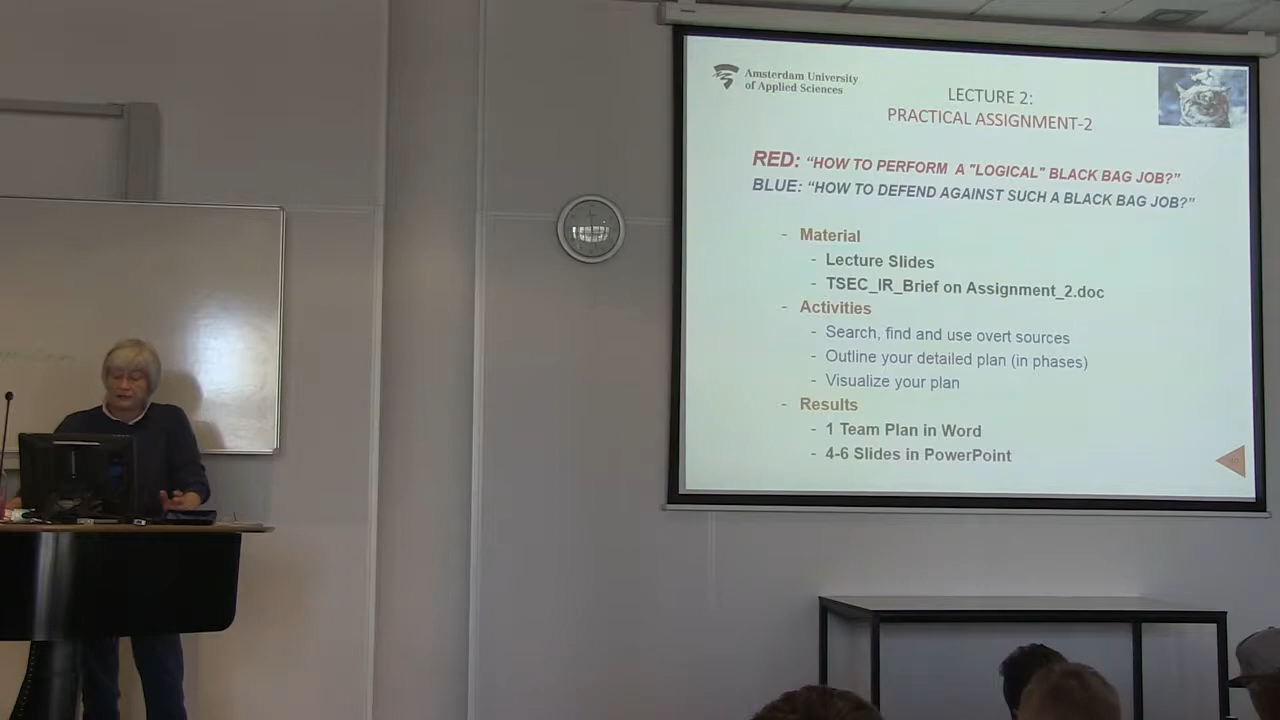 Amsterdam University
of Applied Sciences
LECTURE 2:
PRACTICAL ASSIGNMENT-2
RED: “HOW TO PERFORM A "LOGICAL" BLACK BAG JOB?”
BLUE: “HOW TO DEFEND AGAINST SUCH A BLACK BAG JOB?”
- Material
- Lecture Slides
- TSEC_IR_Brief on Assignment_2.doc
- Activities
- Search, find and use overt sources
- Outline your detailed plan (in phases)
- Visualize your plan
- Results
- 1 Team Plan in Word
- 4-6 Slides in PowerPoint